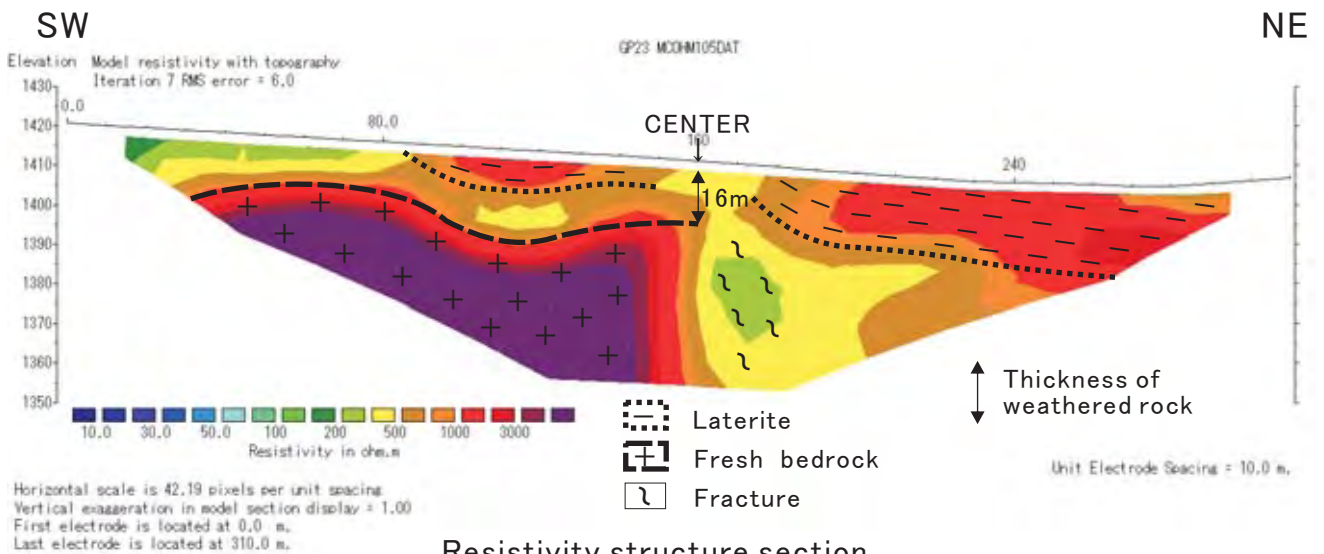 SW
NE
GP23 MCOHM105DAT
Elevation Model resistivity with topography
Iteration 7 RMS error = 6.0
1430
1420
1410
1400
1390
1380
1370
1360
1350
0.0
80.0
CENTER
160
240
16m
10.0 30.0 50.0 100 200 500 1000 3000
Resistivity in ohm.m
Laterite
Fresh bedrock
Fracture
Thickness of
weathered rock
Unit Electrode Spacing = 10.0 m.
Horizontal scale is 42.19 pixels per unit spacing
Vertical exaggeration in model section display = 1.00
First electrode is located at 0.0 m.
Last electrode is located at 310.0 m.
Resistivity structure section